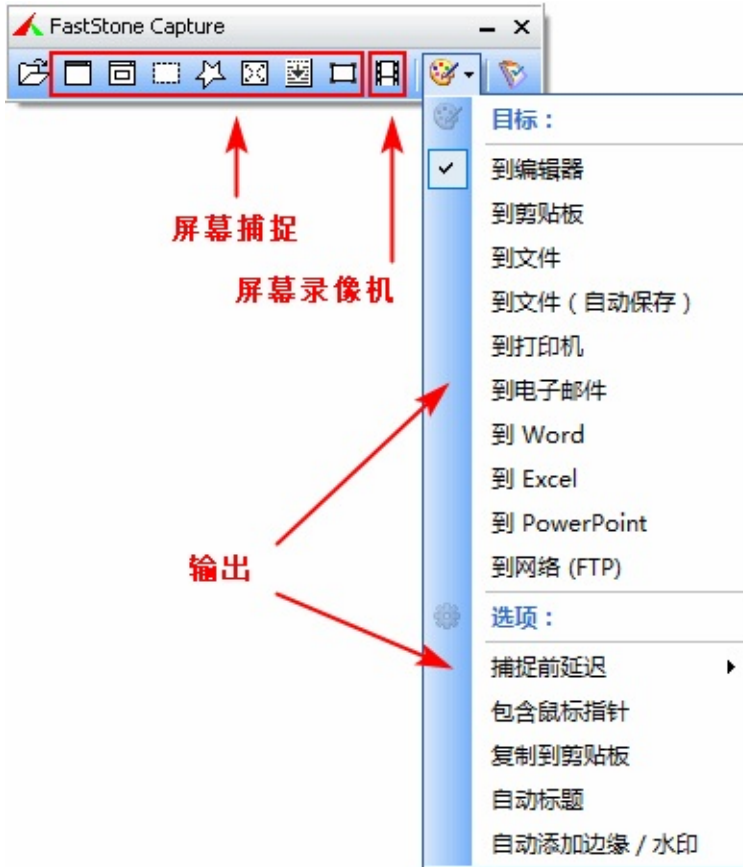 FastStone Capture
目标：
到编辑器
到剪贴板
到文件
到文件 ( 自动保存 )
到打印机
到电子邮件
到 Word
到 Excel
到 PowerPoint
到网络 (FTP)
选项：
捕捉前延迟
包含鼠标指针
复制到剪贴板
自动标题
自动添加边缘 / 水印
屏幕捕捉
屏幕录像机
输出